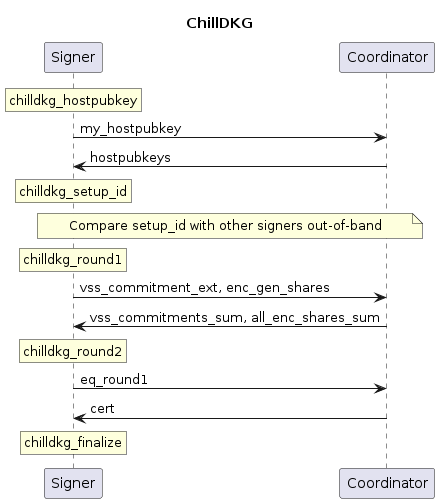 ChillDKG
Signer
Coordinator
chilldkg_hostpubkey
my_hostpubkey
hostpubkeys
chilldkg_setup_id
Compare setup_id with other signers out-of-band
chilldkg_round1
vss_commitment_ext, enc_gen_shares
vss_commitments_sum, all_enc_shares_sum
chilldkg_round2
eq_round1
cert
chilldkg_finalize
Signer
Coordinator